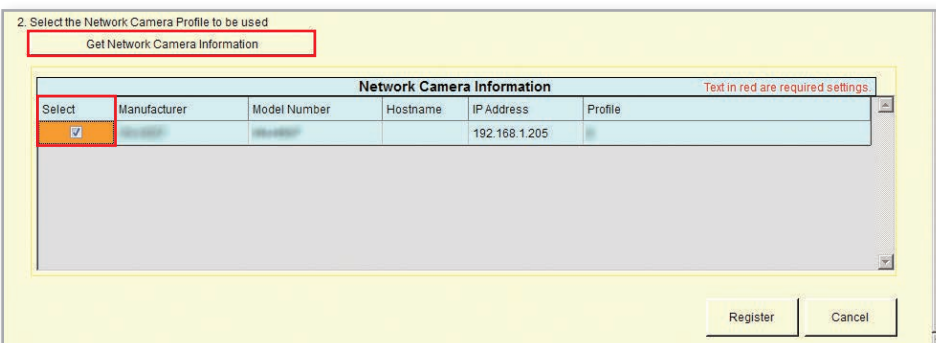 2. Select the Network Camera Profile to be used
Get Network Camera Information
Network Camera Information Text in red are required settings.
Select Manufacturer Model Number Hostname IP Address Profile
192.168.1.205
Register Cancel